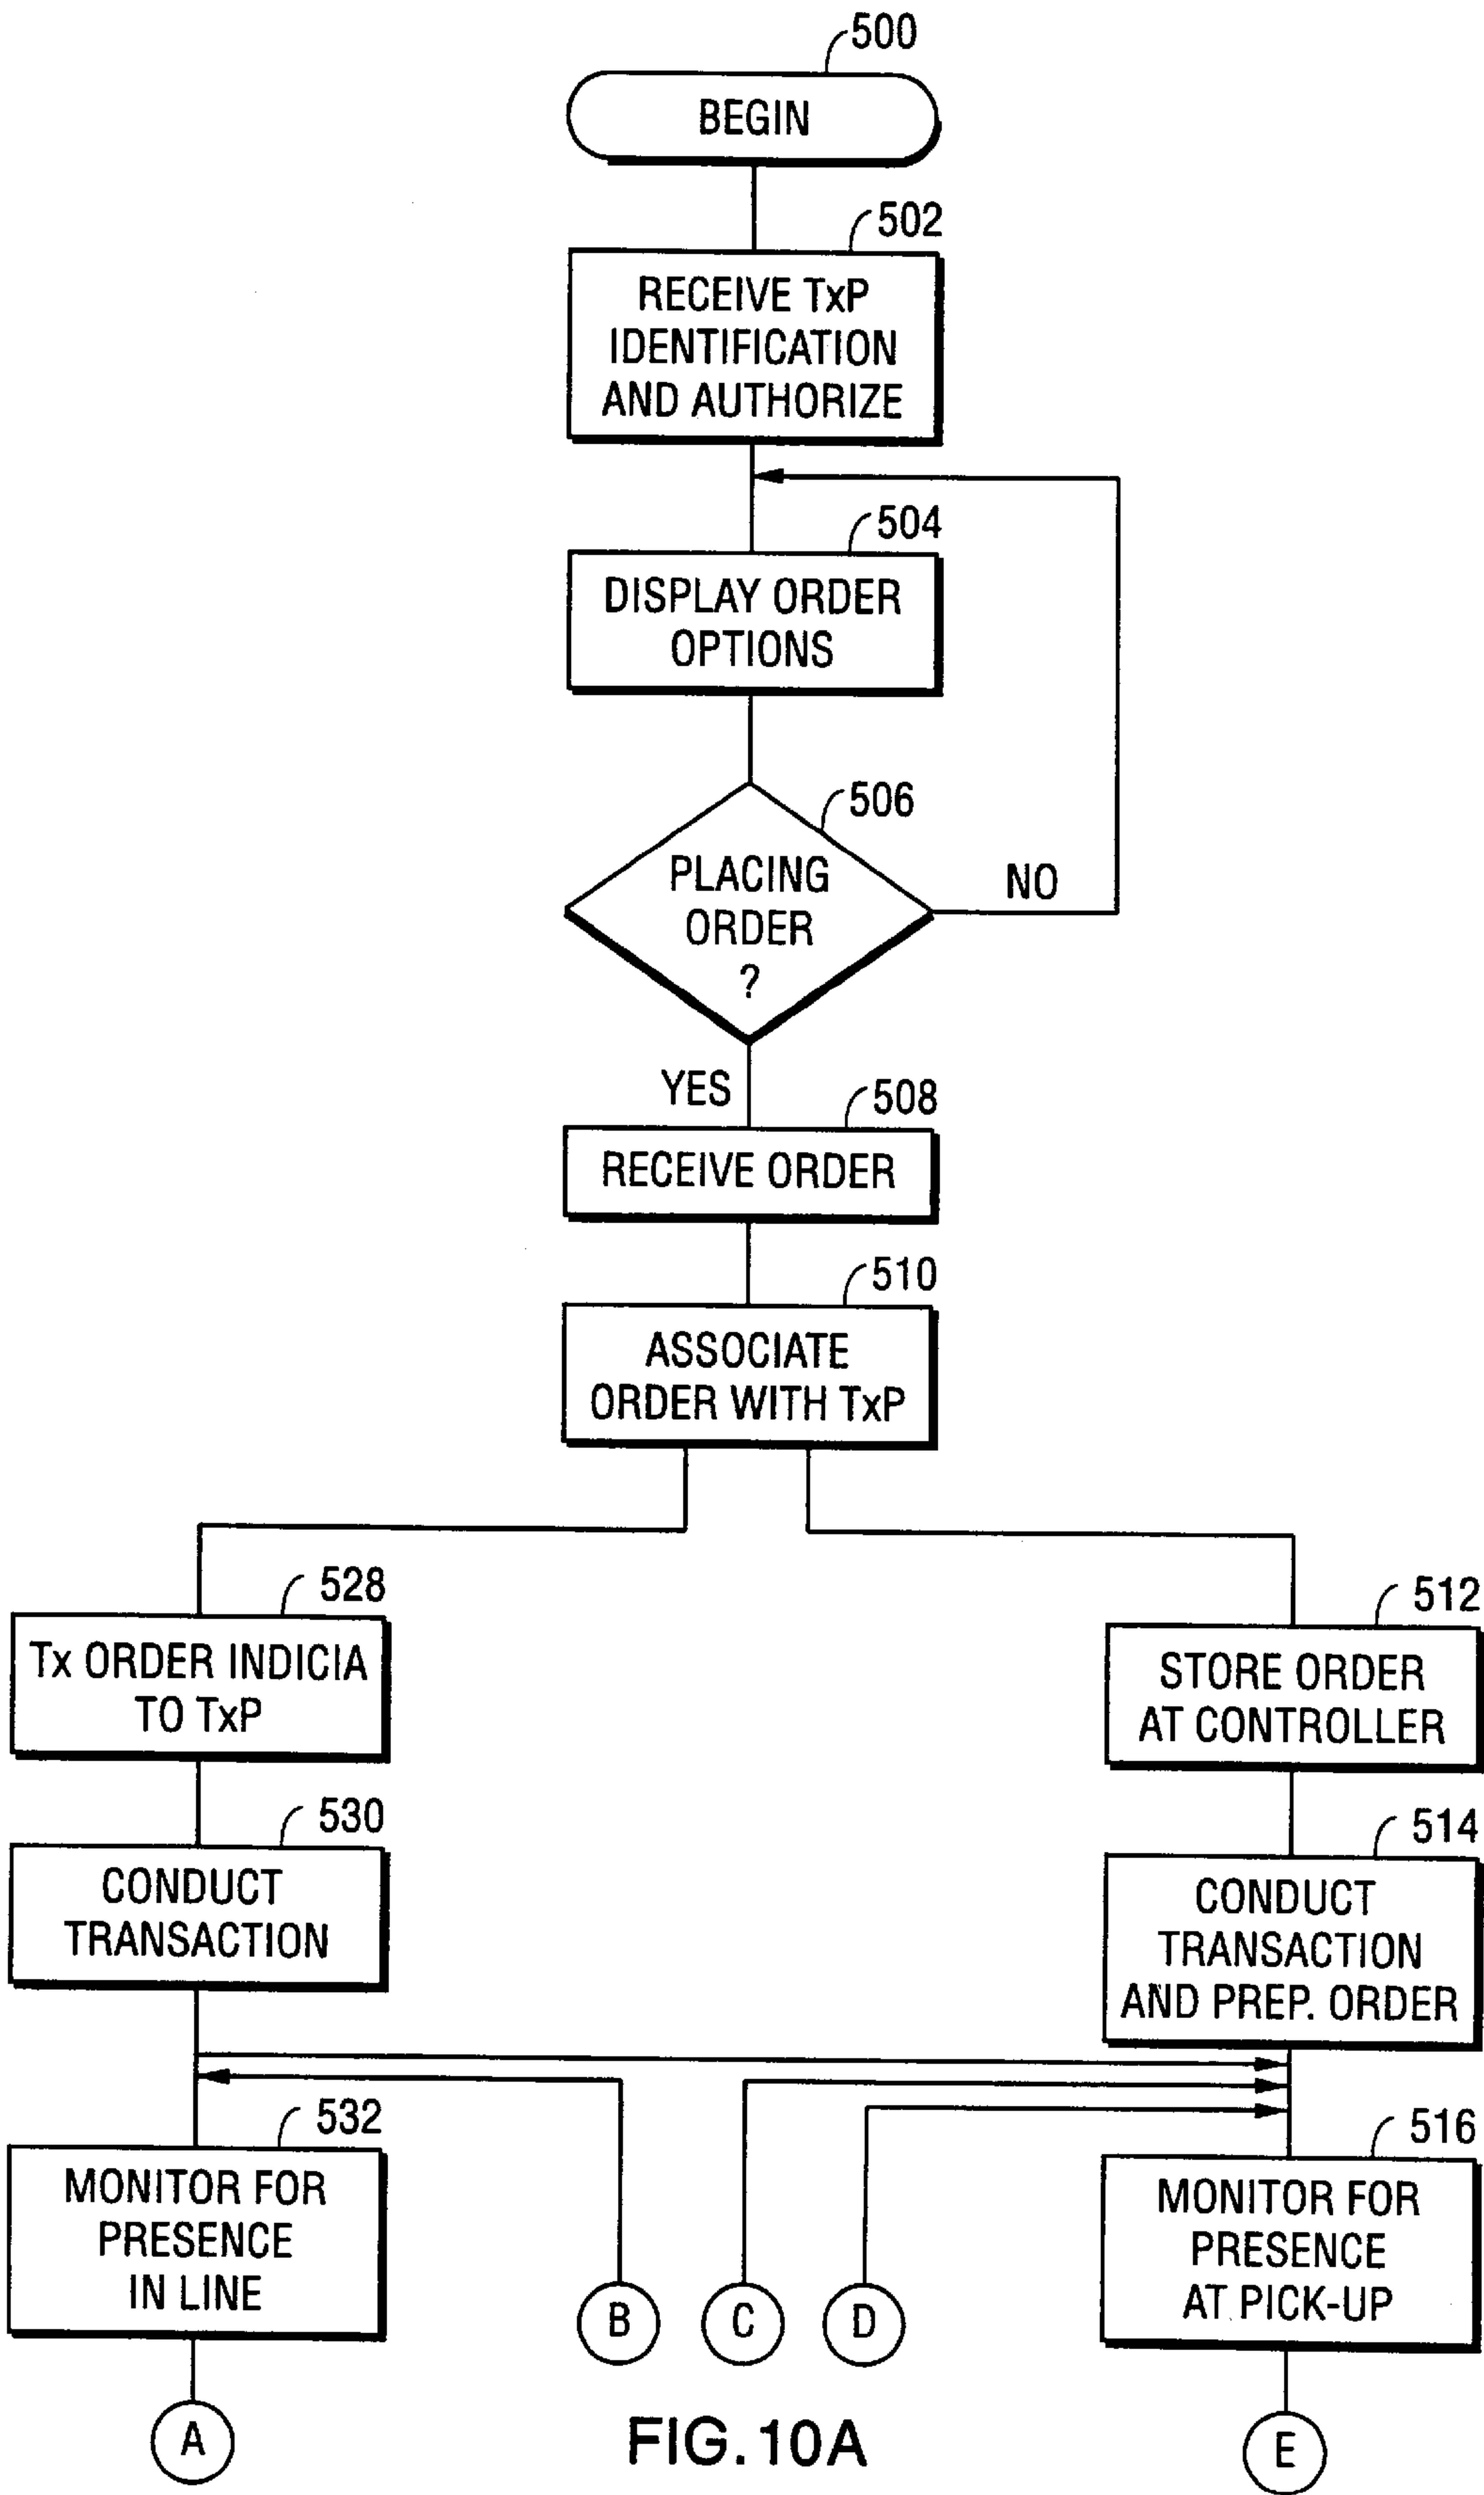 500
BEGIN
502
RECEIVE TxP
IDENTIFICATION
AND AUTHORIZE
504
DISPLAY ORDER
OPTIONS
506
PLACING
ORDER
?
NO
YES
508
RECEIVE ORDER
510
ASSOCIATE
ORDER WITH TxP
528
Tx ORDER INDICIA
TO TxP
512
STORE ORDER
AT CONTROLLER
530
CONDUCT
TRANSACTION
514
CONDUCT
TRANSACTION
AND PREP. ORDER
532
MONITOR FOR
PRESENCE
IN LINE
516
MONITOR FOR
PRESENCE
AT PICK-UP
B
C
D
A
E
FIG. 10A